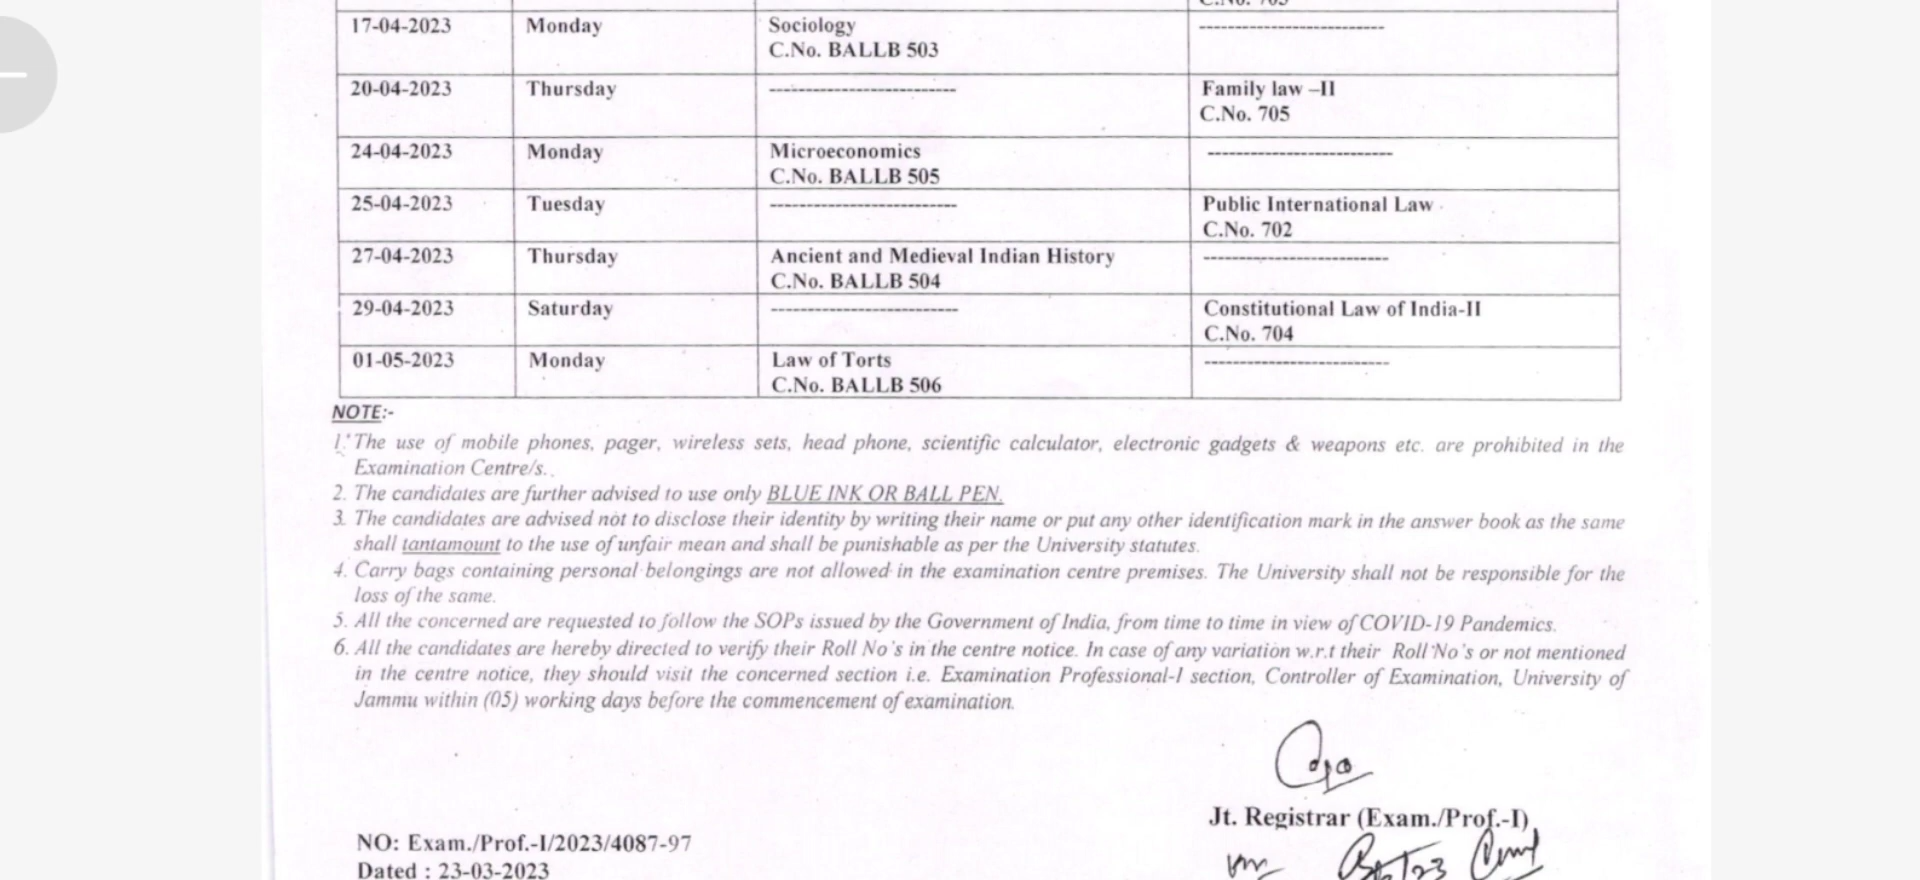 17-04-2023 Monday Sociology ---------------------------
C.No. BALLB 503
20-04-2023 Thursday --------------------------- Family law –II
C.No. 705
24-04-2023 Monday Microeconomics ---------------------------
C.No. BALLB 505
25-04-2023 Tuesday --------------------------- Public International Law
C.No. 702
27-04-2023 Thursday Ancient and Medieval Indian History ---------------------------
C.No. BALLB 504
29-04-2023 Saturday --------------------------- Constitutional Law of India-II
C.No. 704
01-05-2023 Monday Law of Torts ---------------------------
C.No. BALLB 506
NOTE:-
1. The use of mobile phones, pager, wireless sets, head phone, scientific calculator, electronic gadgets & weapons etc. are prohibited in the
Examination Centre/s.
2. The candidates are further advised to use only BLUE INK OR BALL PEN.
3. The candidates are advised not to disclose their identity by writing their name or put any other identification mark in the answer book as the same
shall tantamount to the use of unfair mean and shall be punishable as per the University statutes.
4. Carry bags containing personal belongings are not allowed in the examination centre premises. The University shall not be responsible for the
loss of the same.
5. All the concerned are requested to follow the SOPs issued by the Government of India, from time to time in view of COVID-19 Pandemics.
6. All the candidates are hereby directed to verify their Roll No's in the centre notice. In case of any variation w.r.t their Roll No's or not mentioned
in the centre notice, they should visit the concerned section i.e. Examination Professional-I section, Controller of Examination, University of
Jammu within (05) working days before the commencement of examination.
Jt. Registrar (Exam./Prof.-I)
NO: Exam./Prof.-I/2023/4087-97
Dated : 23-03-2023